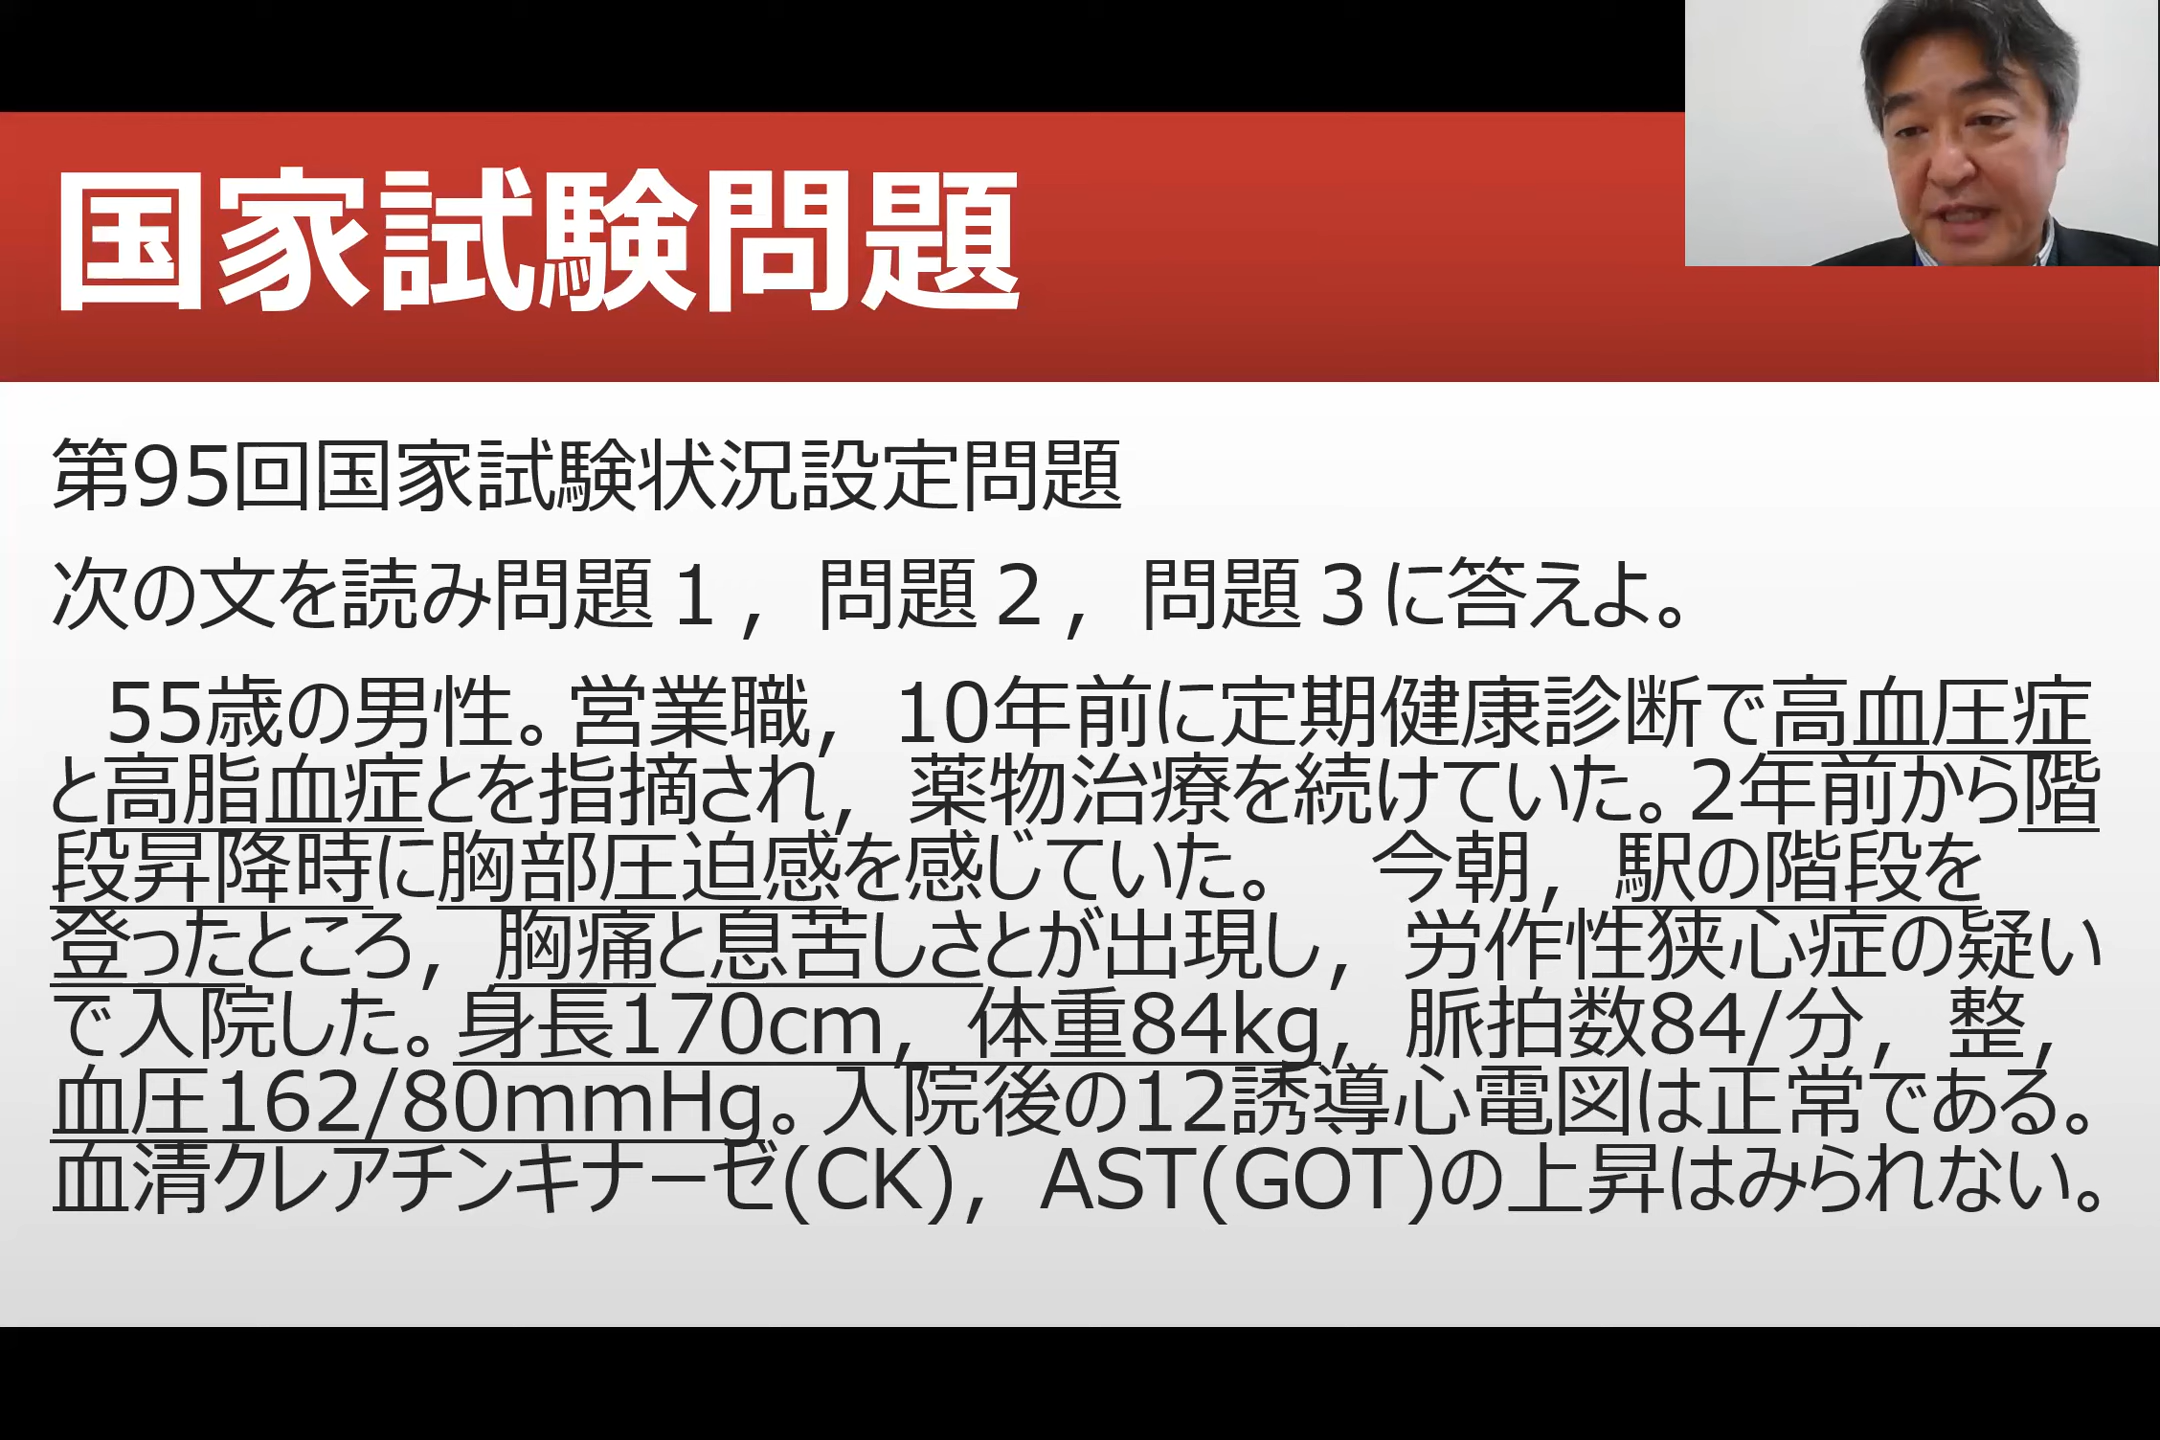 国家試験問題
第95回国家試験状況設定問題
次の文を読み問題１，問題２，問題３に答えよ。
55歳の男性。営業職，10年前に定期健康診断で高血圧症
と高脂血症とを指摘され，薬物治療を続けていた。2年前から階
段昇降時に胸部圧迫感を感じていた。　今朝，駅の階段を
登ったところ，胸痛と息苦しさとが出現し，労作性狭心症の疑い
で入院した。身長170cm，体重84kg，脈拍数84/分，整，
血圧162/80mmHg。入院後の12誘導心電図は正常である。
血清クレアチンキナーゼ(CK)，AST(GOT)の上昇はみられない。